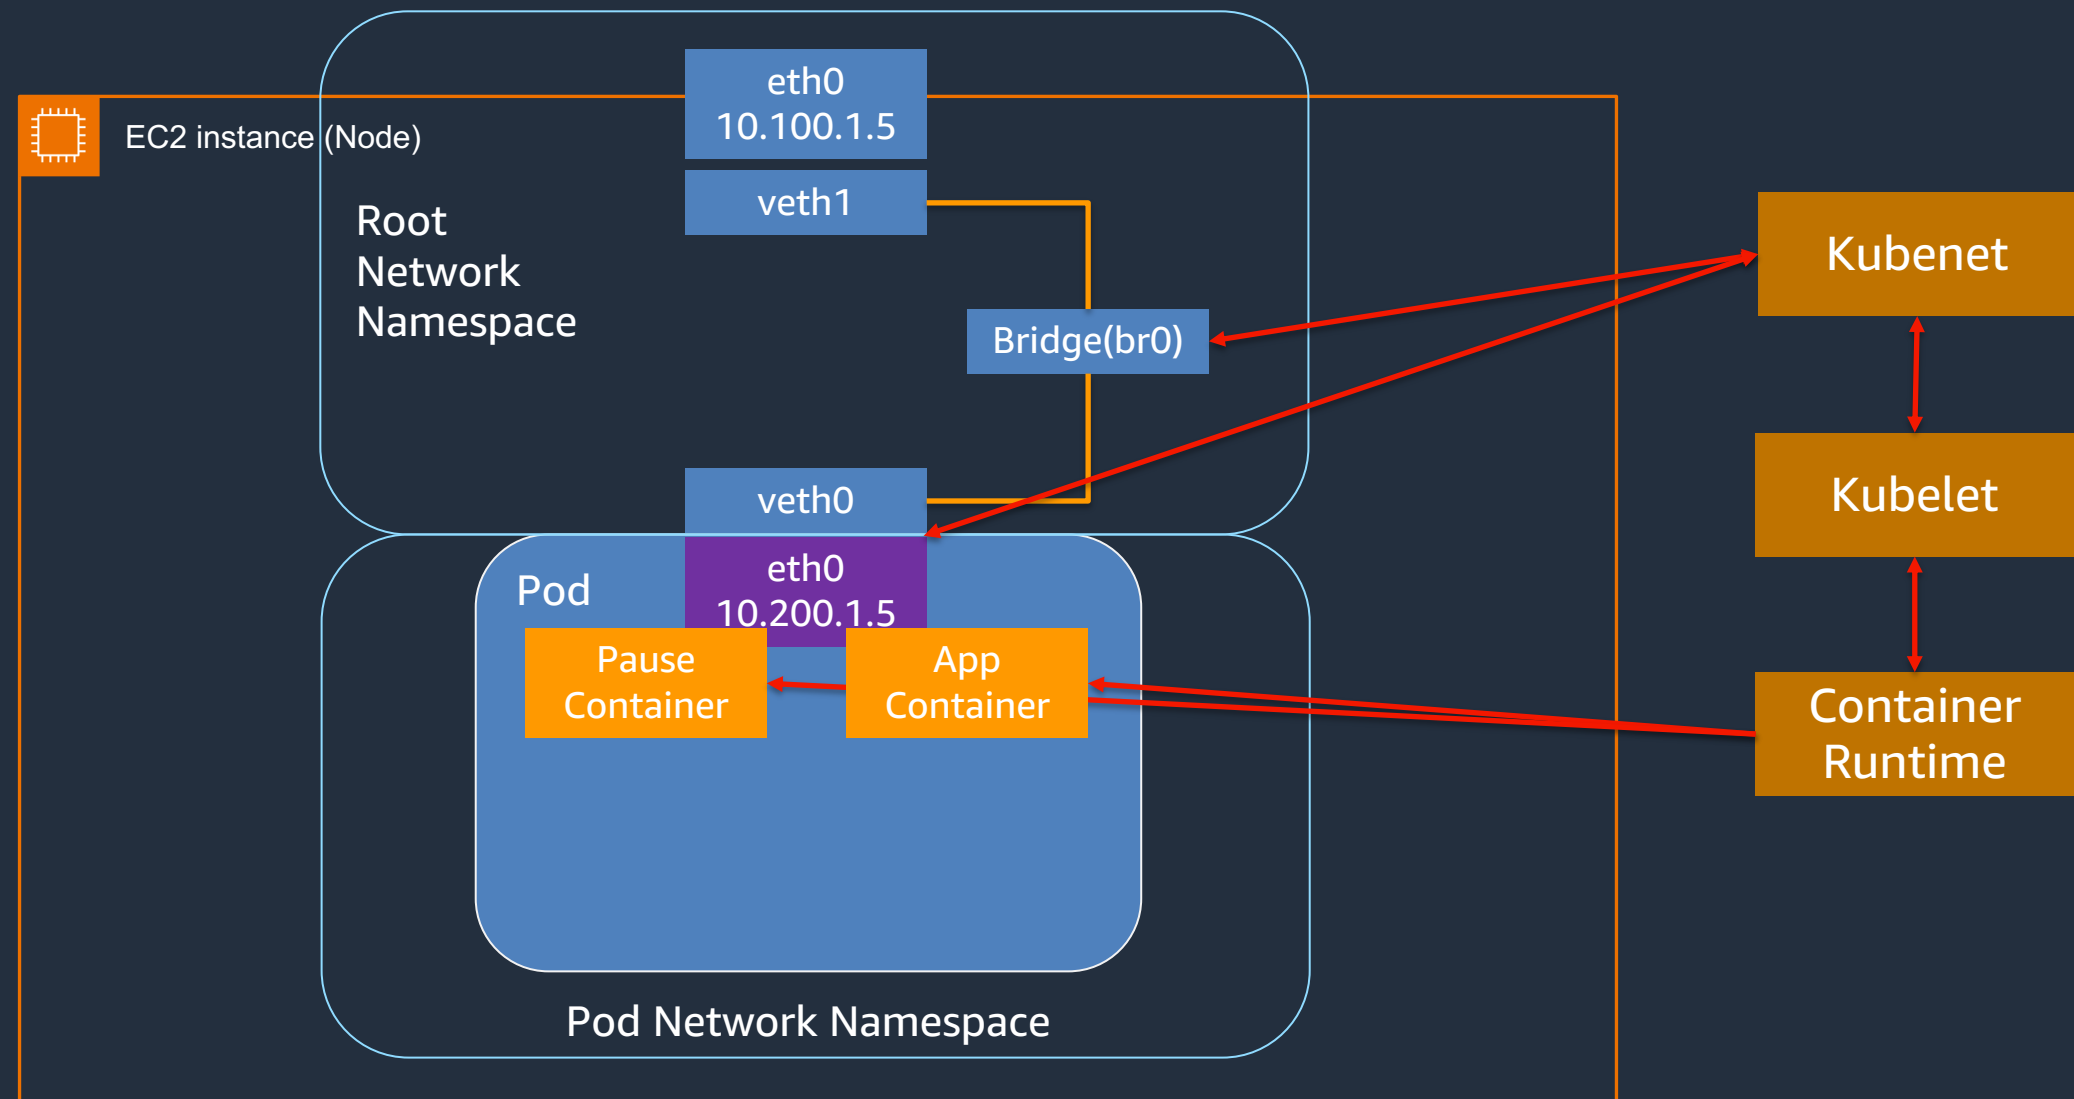 eth0
10.100.1.5
EC2 instance (Node)
veth1
Root
Network
Namespace
Kubenet
Bridge(br0)
veth0
Kubelet
Pod
eth0
10.200.1.5
Pause
Container
App
Container
Container
Runtime
Pod Network Namespace